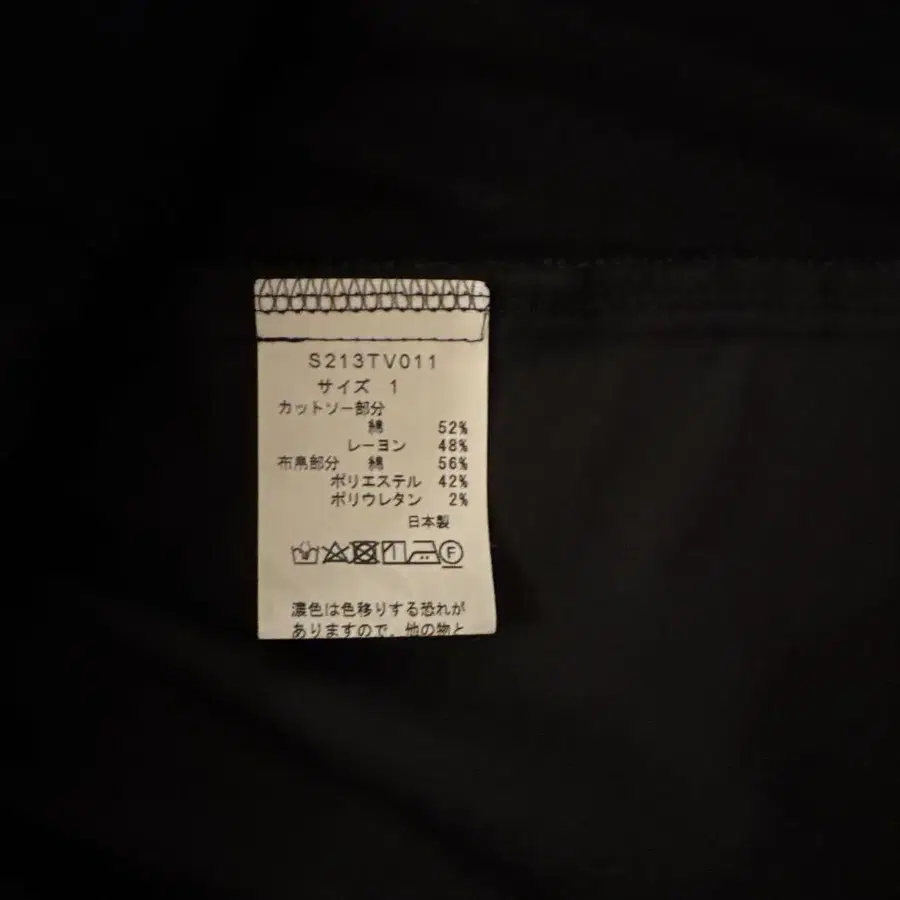 S213TV011
サイズ 1
カットソー部分
綿 52%
レーヨン 48%
布帛部分 綿 56%
ポリエステル 42%
ポリウレタン 2%
日本製
F
濃色は色移りする恐れが
ありますので、他の物と